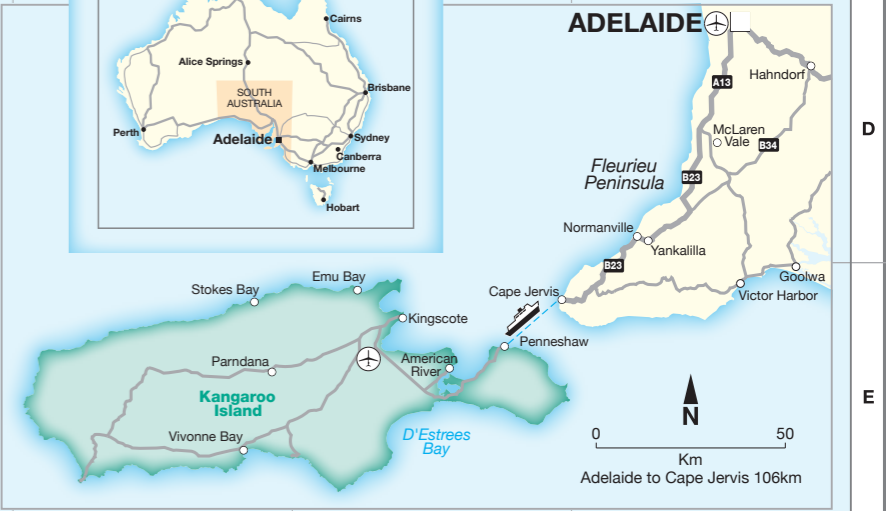 Cairns
Alice Springs
SOUTH
AUSTRALIA
Brisbane
Perth
Adelaide
Sydney
Canberra
Melbourne
Hobart
ADELAIDE
Hahndorf
A13
McLaren
Vale
B34
Fleurieu
Peninsula
B23
Normanville
Yankalilla
B23
Goolwa
Victor Harbor
Cape Jervis
Emu Bay
Stokes Bay
Kingscote
Penneshaw
American
River
Parndana
Kangaroo
Island
Vivonne Bay
D'Estrees
Bay
N
0 50
Km
Adelaide to Cape Jervis 106km
D
E